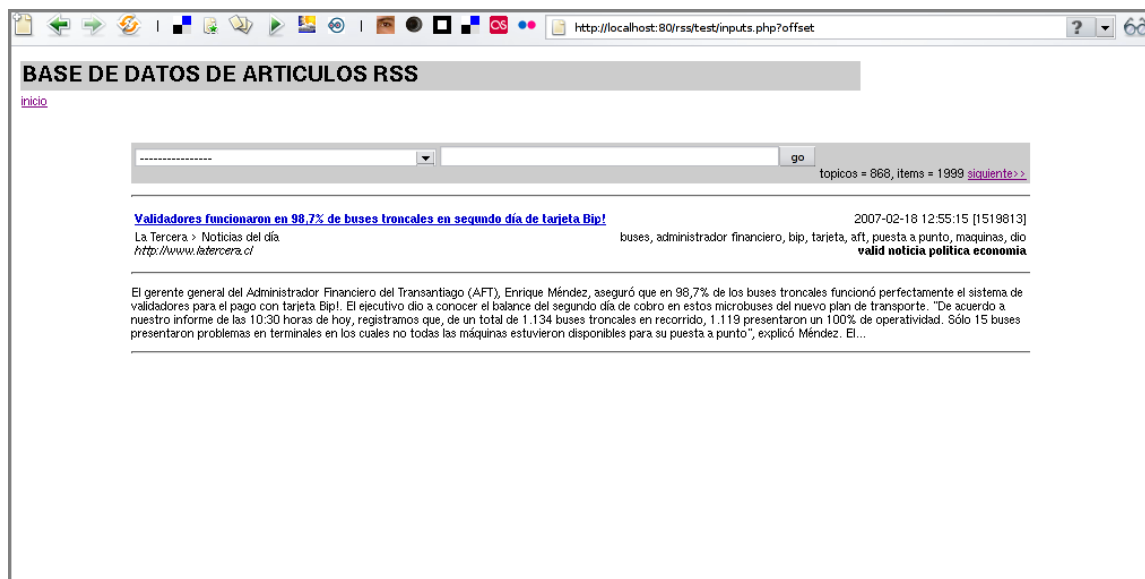 http://localhost:80/rss/test/inputs.php?offset
BASE DE DATOS DE ARTICULOS RSS
inicio
---------------- go
topicos = 868, items = 1999 siguiente>>
Validadores funcionaron en 98,7% de buses troncales en segundo día de tarjeta Bip! 2007-02-18 12:55:15 [1519813]
La Tercera > Noticias del día buses, administrador financiero, bip, tarjeta, aft, puesta a punto, maquinas, dio
http://www.latercera.cl valid noticia politica economia
El gerente general del Administrador Financiero del Transantiago (AFT), Enrique Méndez, aseguró que en 98,7% de los buses troncales funcionó perfectamente el sistema de
validadores para el pago con tarjeta Bip!. El ejecutivo dio a conocer el balance del segundo día de cobro en estos microbuses del nuevo plan de transporte. "De acuerdo a
nuestro informe de las 10:30 horas de hoy, registramos que, de un total de 1.134 buses troncales en recorrido, 1.119 presentaron un 100% de operatividad. Sólo 15 buses
presentaron problemas en terminales en los cuales no todas las máquinas estuvieron disponibles para su puesta a punto", explicó Méndez. El...